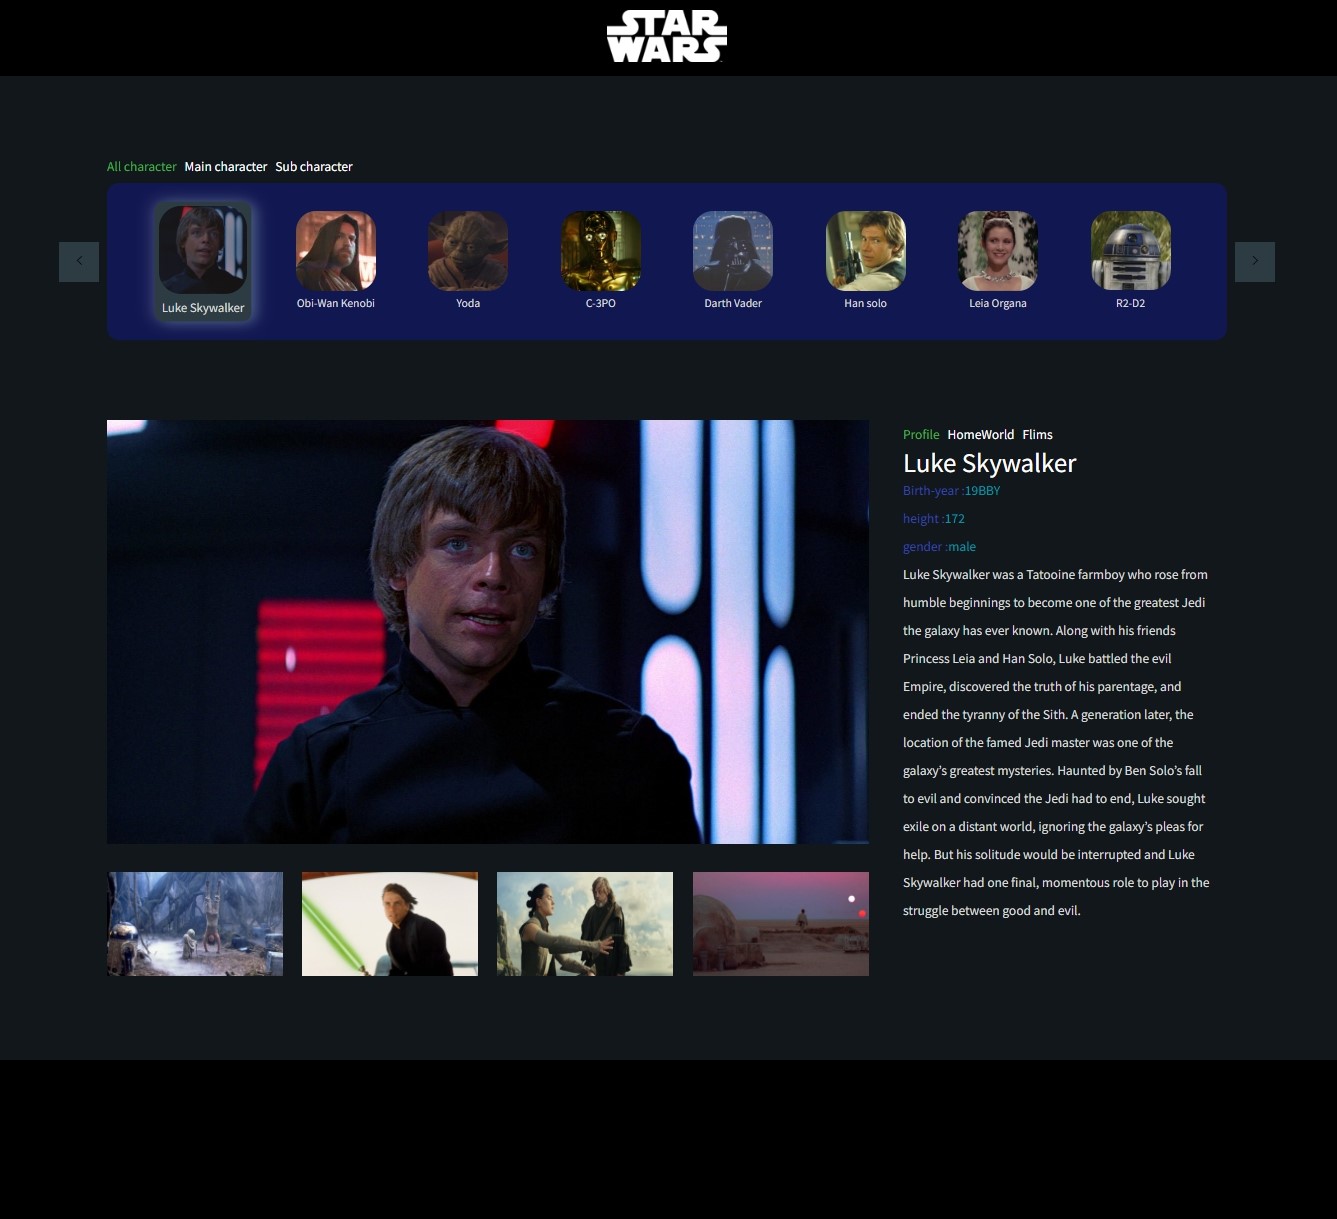 STAR
WARS
All character Main character Sub character
<
>
Luke Skywalker
Obi-Wan Kenobi
Yoda
C-3PO
Darth Vader
Han solo
Leia Organa
R2-D2
Profile HomeWorld Flims
Luke Skywalker
Birth-year :19BBY
height :172
gender :male
Luke Skywalker was a Tatooine farmboy who rose from
humble beginnings to become one of the greatest Jedi
the galaxy has ever known. Along with his friends
Princess Leia and Han Solo, Luke battled the evil
Empire, discovered the truth of his parentage, and
ended the tyranny of the Sith. A generation later, the
location of the famed Jedi master was one of the
galaxy’s greatest mysteries. Haunted by Ben Solo’s fall
to evil and convinced the Jedi had to end, Luke sought
exile on a distant world, ignoring the galaxy’s pleas for
help. But his solitude would be interrupted and Luke
Skywalker had one final, momentous role to play in the
struggle between good and evil.